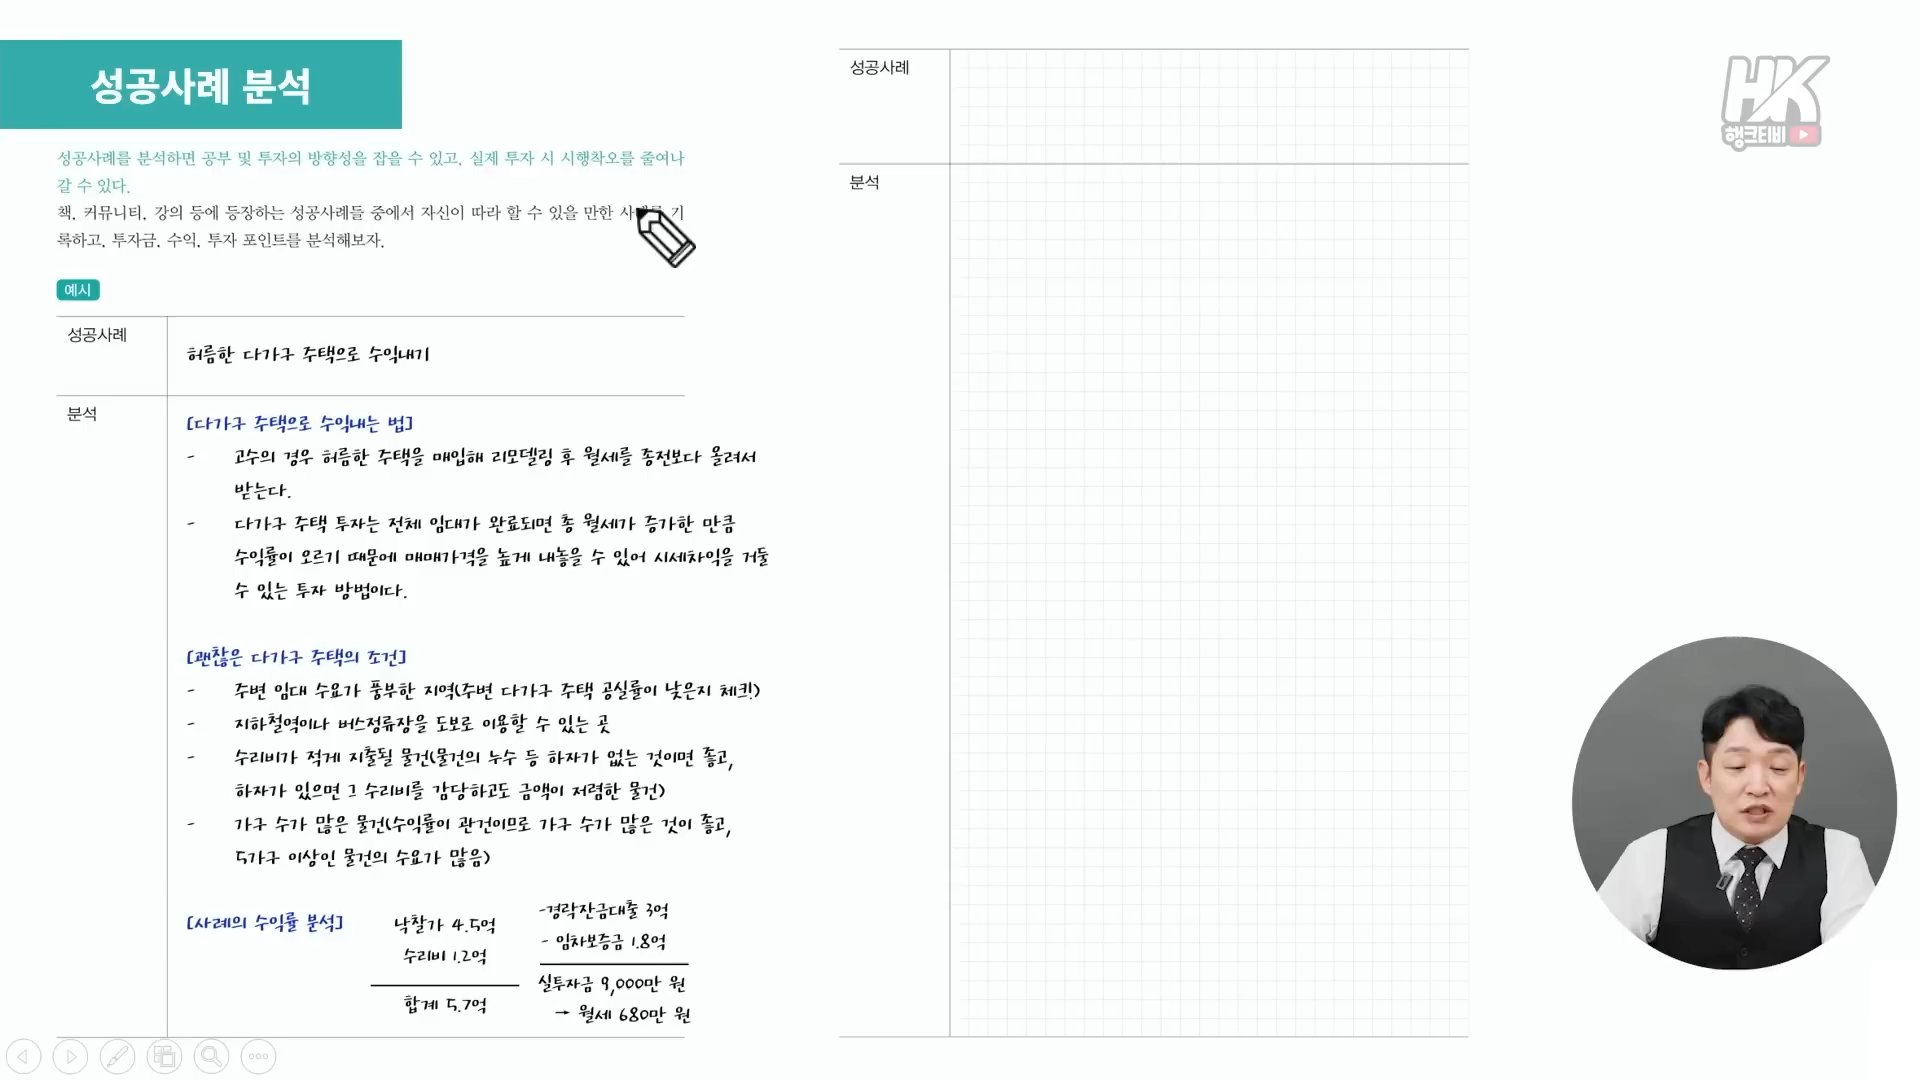 성공사례 분석
성공사례를 분석하면 공부 및 투자의 방향성을 잡을 수 있고, 실제 투자 시 시행착오를 줄여나
갈 수 있다.
책, 커뮤니티, 강의 등에 등장하는 성공사례들 중에서 자신이 따라 할 수 있을 만한 기
록하고, 투자금, 수익, 투자 포인트를 분석해보자.
예시
성공사례
허름한 다가구 주택으로 수익내기
분석
[다가구 주택으로 수익내는 법]
- 고수의 경우 허름한 주택을 매입해 리모델링 후 월세를 종전보다 올려서
받는다.
- 다가구 주택 투자는 전체 임대가 완료되면 총 월세가 증가한 만큼
수익률이 오르기 때문에 매매가격을 높게 내놓을 수 있어 시세차익을 거둘
수 있는 투자 방법이다.
[괜찮은 다가구 주택의 조건]
- 주변 임대 수요가 풍부한 지역(주변 다가구 주택 공실률이 낮은지 체크!)
- 지하철역이나 버스정류장을 도보로 이용할 수 있는 곳
- 수리비가 적게 지출될 물건(물건의 누수 등 하자가 없는 것이면 좋고,
하자가 있으면 그 수리비를 감당하고도 금액이 저렴한 물건)
- 가구 수가 많은 물건(수익률이 관건이므로 가구 수가 많은 것이 좋고,
5가구 이상인 물건의 수요가 많음)
[사례의 수익률 분석]
낙찰가 4.5억
수리비 1.2억
합계 5.7억
-경락잔금대출 3억
- 임차보증금 1.8억
실투자금 9,000만 원
→ 월세 680만 원
성공사례
분석
HK
행크티비